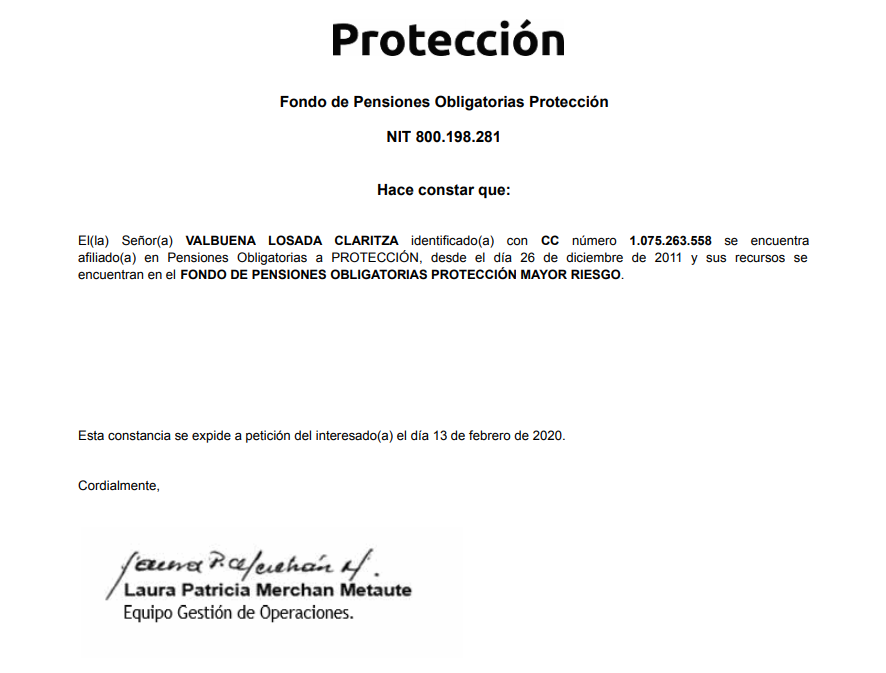 Protección
Fondo de Pensiones Obligatorias Protección
NIT 800.198.281
Hace constar que:
El(la) Señor(a) VALBUENA LOSADA CLARITZA identificado(a) con CC número 1.075.263.558 se encuentra
afiliado(a) en Pensiones Obligatorias a PROTECCIÓN, desde el día 26 de diciembre de 2011 y sus recursos se
encuentran en el FONDO DE PENSIONES OBLIGATORIAS PROTECCIÓN MAYOR RIESGO.
Esta constancia se expide a petición del interesado(a) el día 13 de febrero de 2020.
Cordialmente,
Laura P. Merchán M.
Laura Patricia Merchan Metaute
Equipo Gestión de Operaciones.